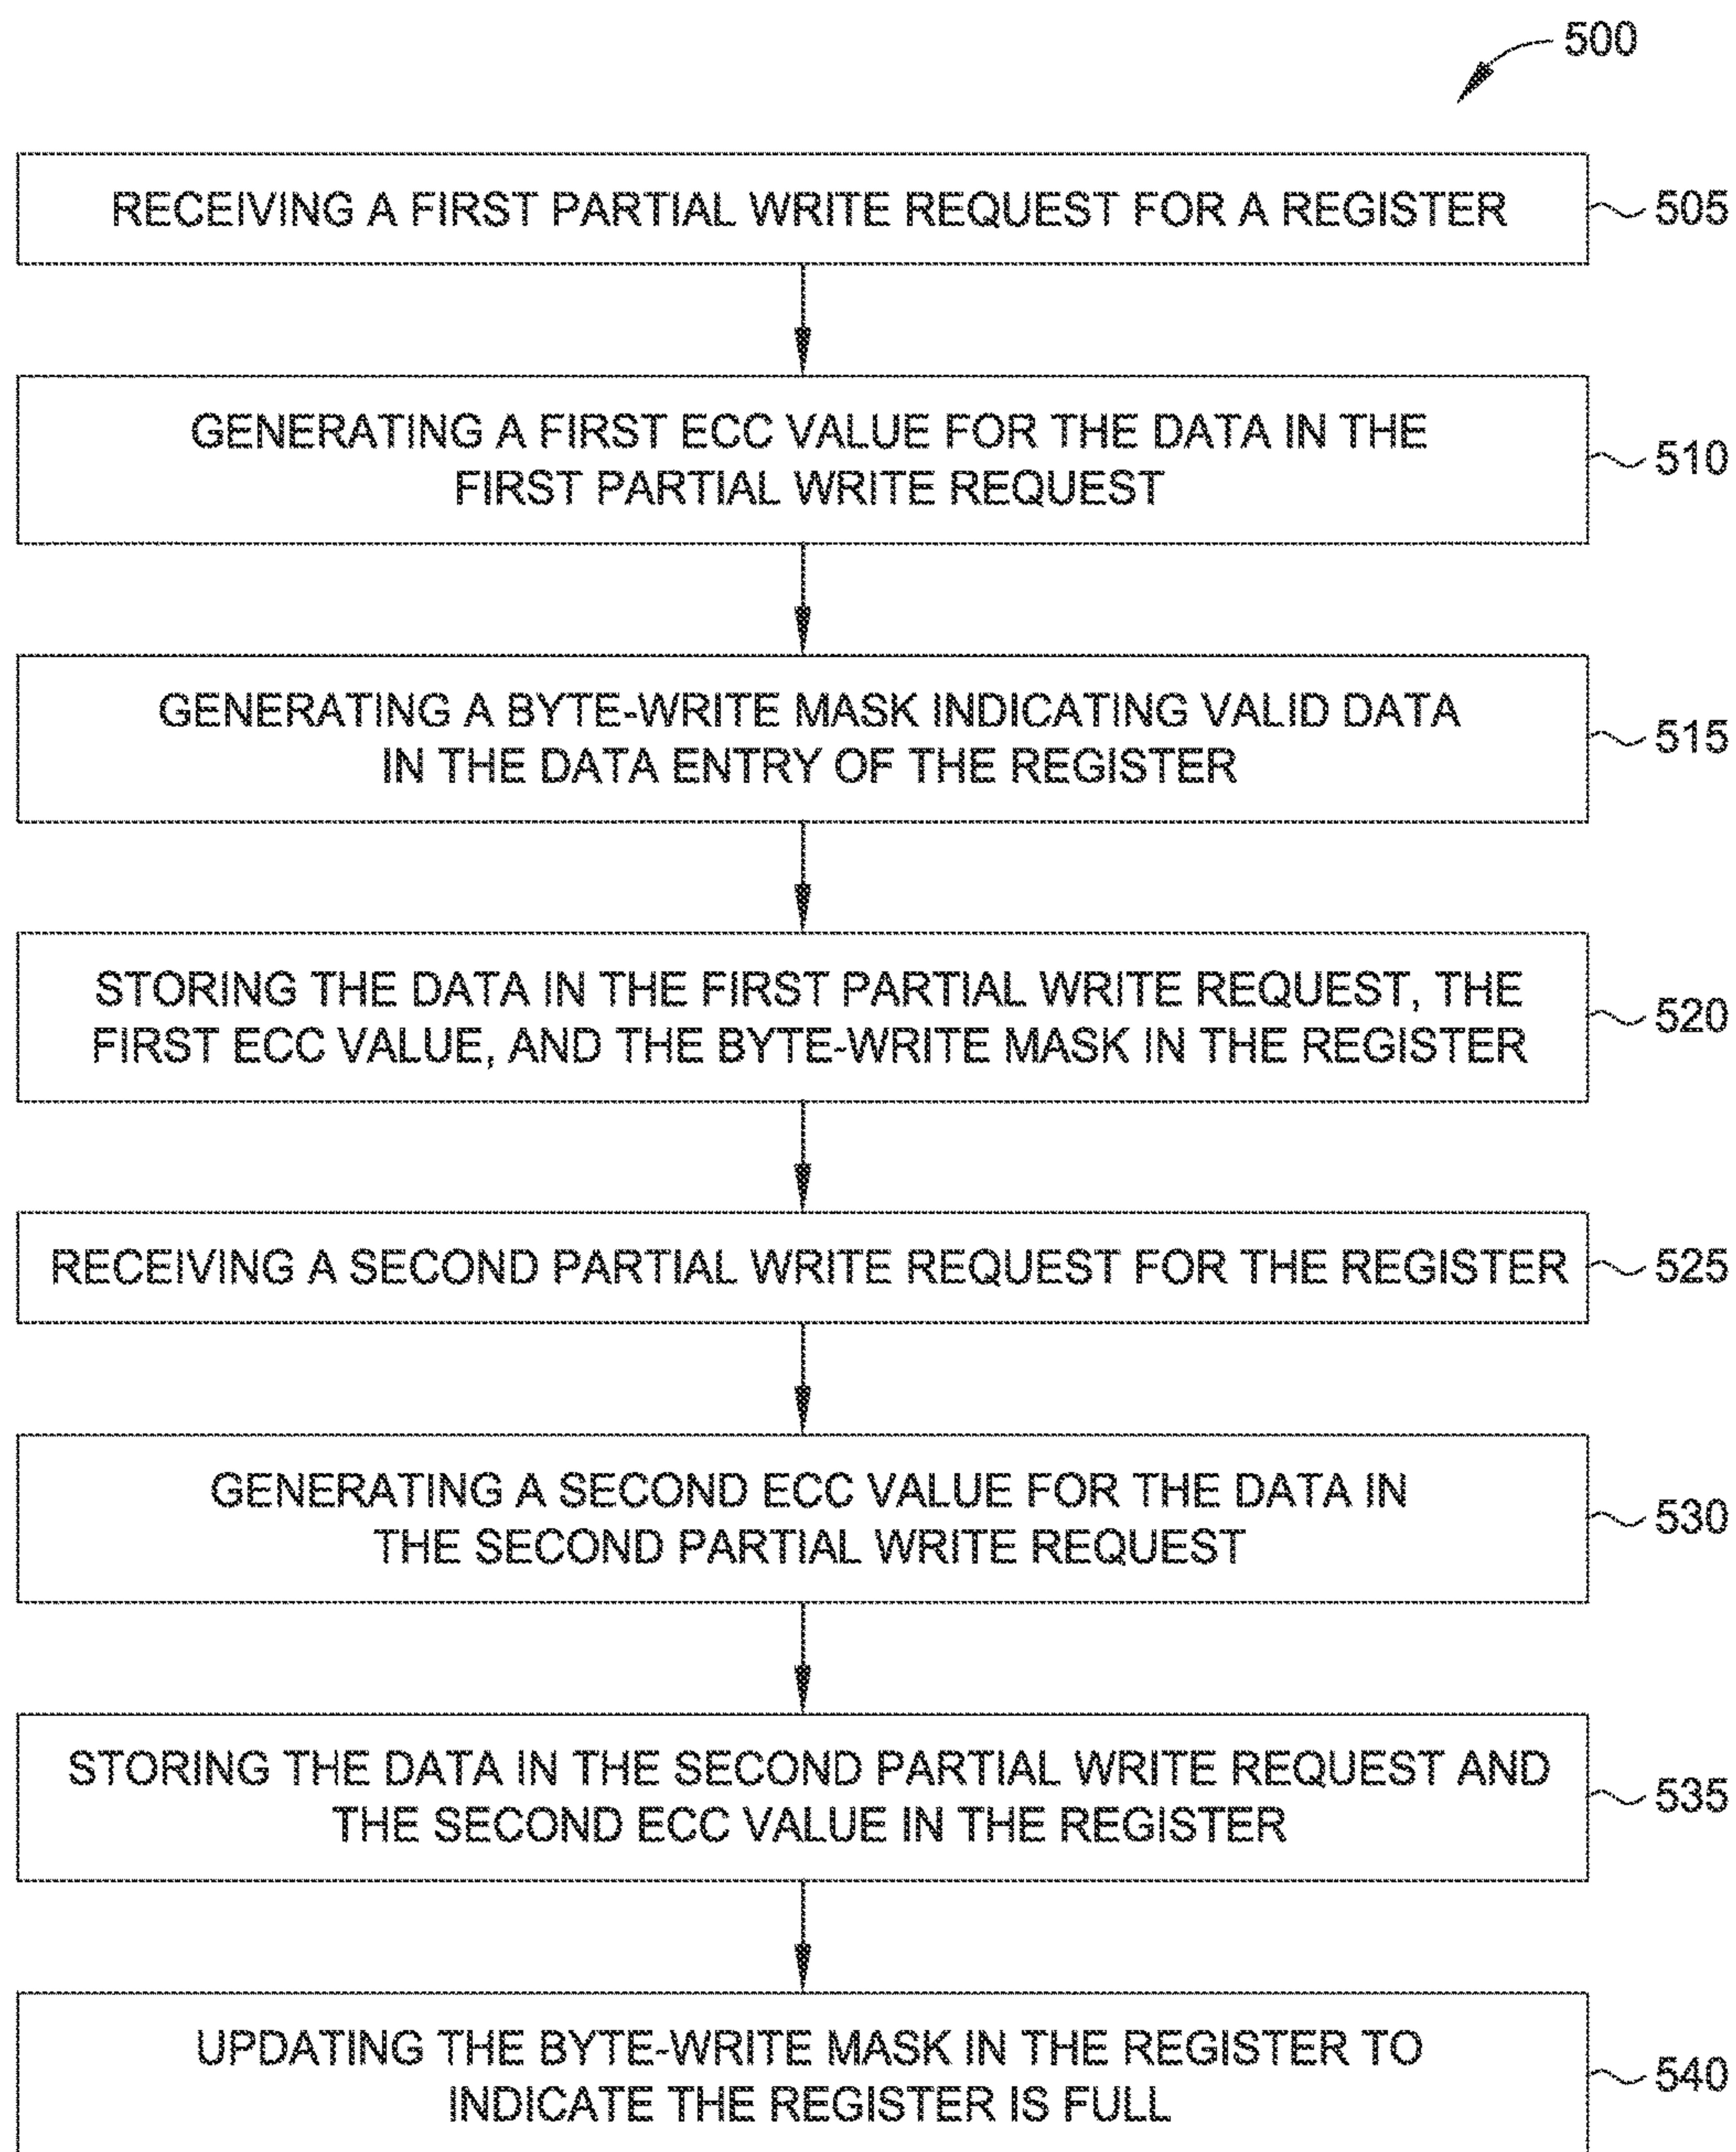 500
RECEIVING A FIRST PARTIAL WRITE REQUEST FOR A REGISTER
505
GENERATING A FIRST ECC VALUE FOR THE DATA IN THE
FIRST PARTIAL WRITE REQUEST
510
GENERATING A BYTE-WRITE MASK INDICATING VALID DATA
IN THE DATA ENTRY OF THE REGISTER
515
STORING THE DATA IN THE FIRST PARTIAL WRITE REQUEST, THE
FIRST ECC VALUE, AND THE BYTE-WRITE MASK IN THE REGISTER
520
RECEIVING A SECOND PARTIAL WRITE REQUEST FOR THE REGISTER
525
GENERATING A SECOND ECC VALUE FOR THE DATA IN
THE SECOND PARTIAL WRITE REQUEST
530
STORING THE DATA IN THE SECOND PARTIAL WRITE REQUEST AND
THE SECOND ECC VALUE IN THE REGISTER
535
UPDATING THE BYTE-WRITE MASK IN THE REGISTER TO
INDICATE THE REGISTER IS FULL
540